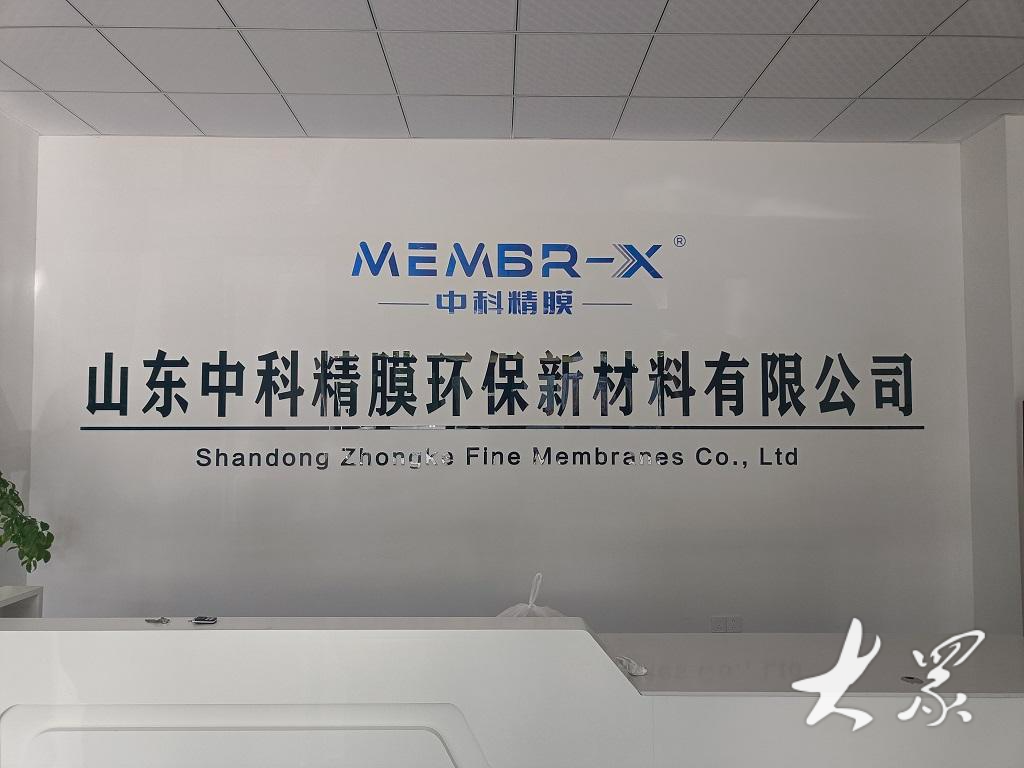 MEMBR-X®
中科精膜
山东中科精膜环保新材料有限公司
Shandong Zhongke Fine Membranes Co., Ltd
大众